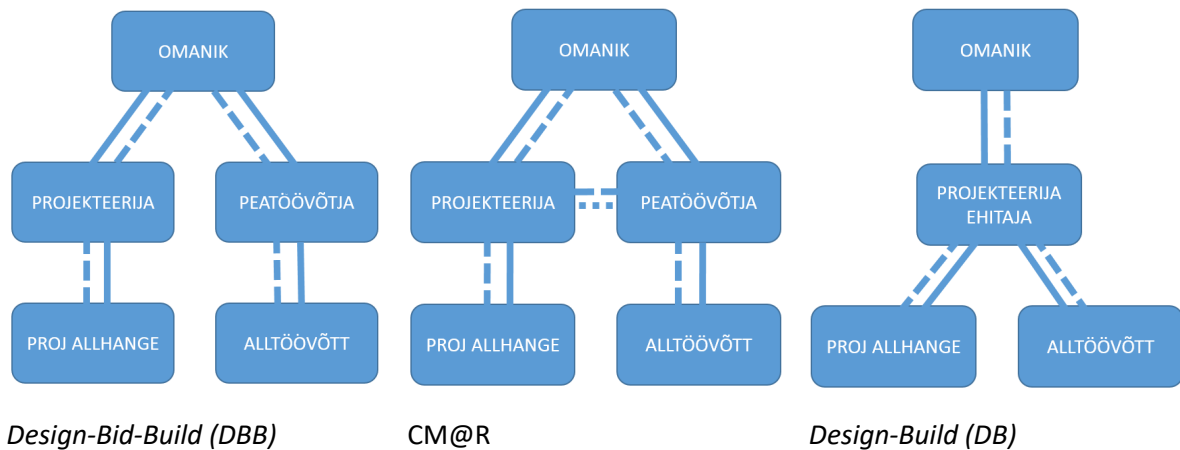 OMANIK
PROJEKTEERIJA
PEATÖÖVÕTJA
PROJ ALLHANGE
ALLTÖÖVÕTT
Design-Bid-Build (DBB)
OMANIK
PROJEKTEERIJA
PEATÖÖVÕTJA
PROJ ALLHANGE
ALLTÖÖVÕTT
CM@R
OMANIK
PROJEKTEERIJA
EHITAJA
PROJ ALLHANGE
ALLTÖÖVÕTT
Design-Build (DB)